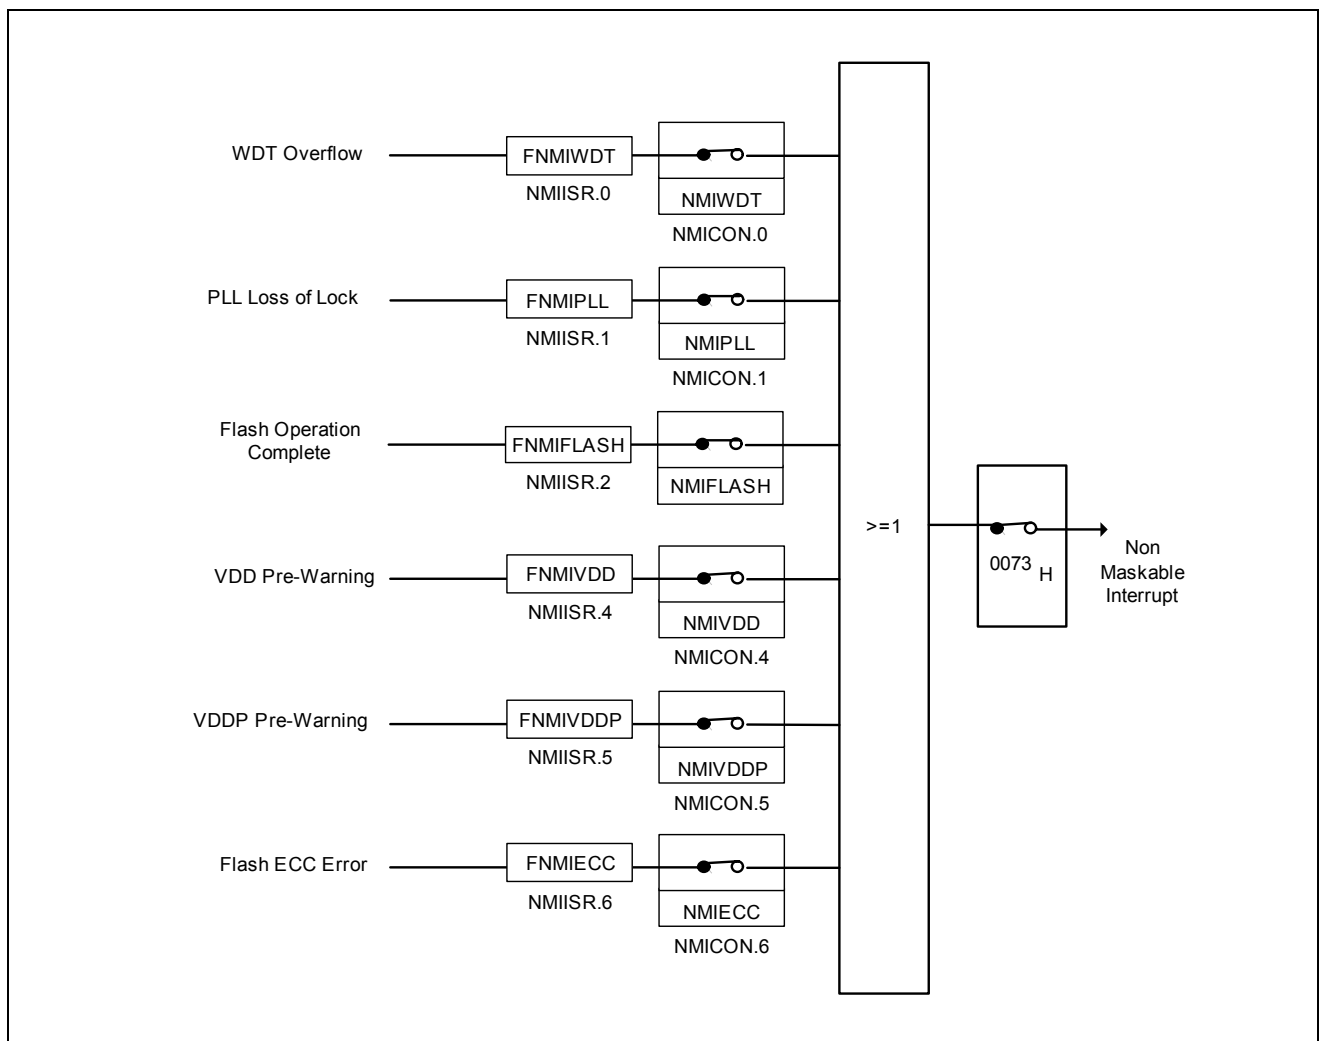 WDT Overflow
FNMIWDT
NMIISR.0
NMIWDT
NMICON.0
PLL Loss of Lock
FNMIPLL
NMIISR.1
NMIPLL
NMICON.1
Flash Operation
Complete
FNMIFLASH
NMIISR.2
NMIFLASH
VDD Pre-Warning
FNMIVDD
NMIISR.4
NMIVDD
NMICON.4
VDDP Pre-Warning
FNMIVDDP
NMIISR.5
NMIVDDP
NMICON.5
Flash ECC Error
FNMIECC
NMIISR.6
NMIECC
NMICON.6
>=1
0073 H
Non
Maskable
Interrupt